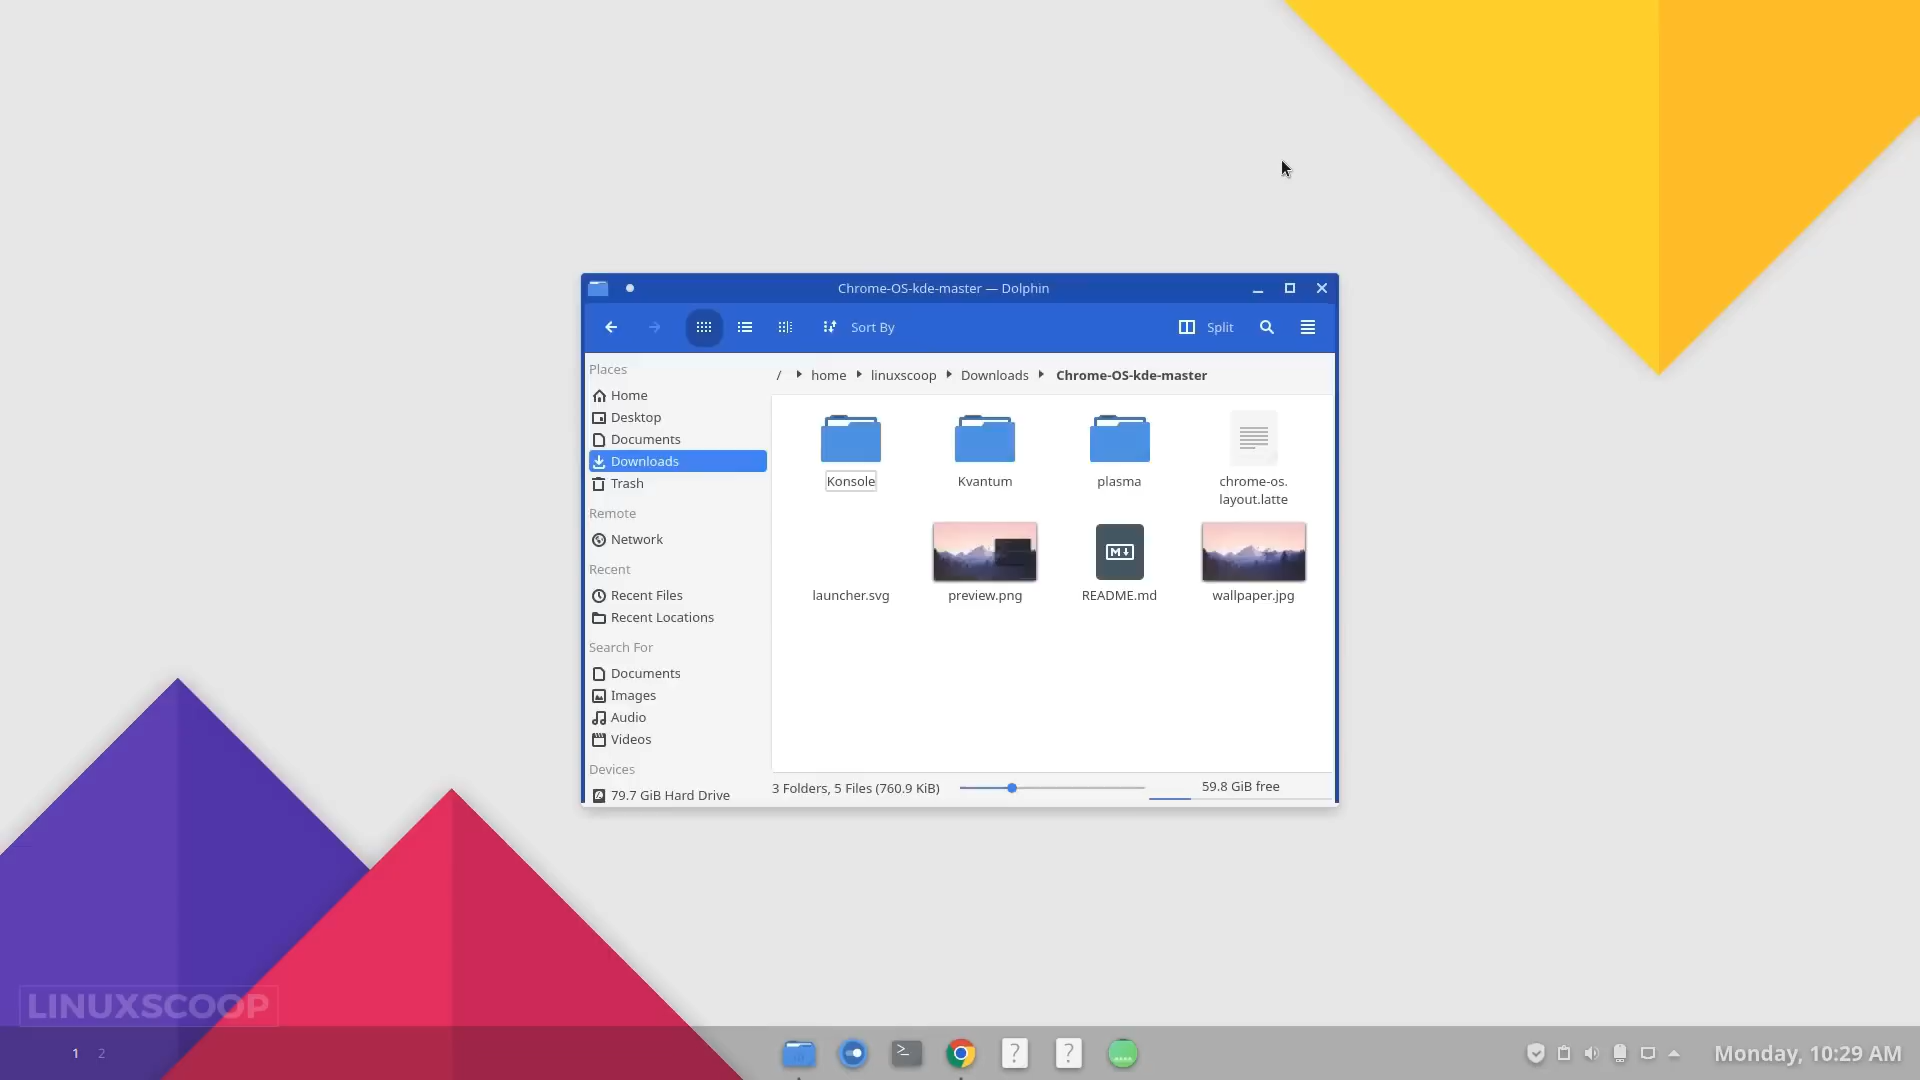 Chrome-OS-kde-master — Dolphin
Sort By
Split
Places
Home
Desktop
Documents
Downloads
Trash
Remote
Network
Recent
Recent Files
Recent Locations
Search For
Documents
Images
Audio
Videos
Devices
79.7 GiB Hard Drive
/ home linuxscoop Downloads Chrome-OS-kde-master
Konsole
Kvantum
plasma
chrome-os.
layout.latte
launcher.svg
preview.png
M
README.md
wallpaper.jpg
3 Folders, 5 Files (760.9 KiB)
59.8 GiB free
LINUXSCOOP
1 2
>_
?
?
Monday, 10:29 AM